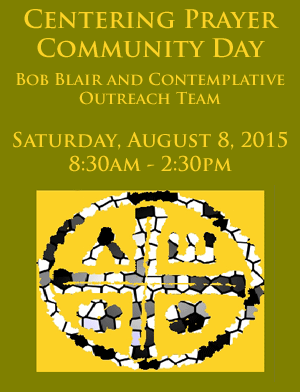 Centering Prayer
Community Day
Bob Blair and Contemplative
Outreach Team
Saturday, August 8, 2015
8:30am - 2:30pm